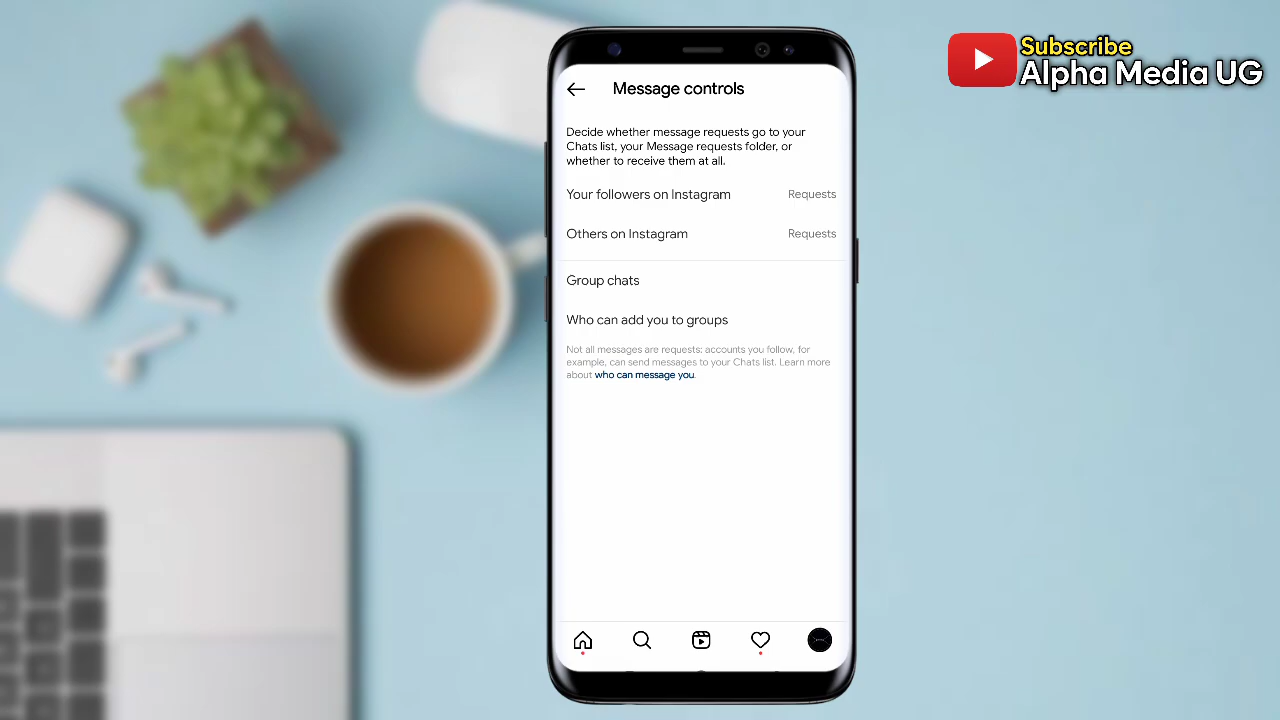 Subscribe
Alpha Media UG
Message controls
Decide whether message requests go to your
Chats list, your Message requests folder, or
whether to receive them at all.
Your followers on Instagram Requests
Others on Instagram Requests
Group chats
Who can add you to groups
Not all messages are requests: accounts you follow, for
example, can send messages to your Chats list. Learn more
about who can message you.